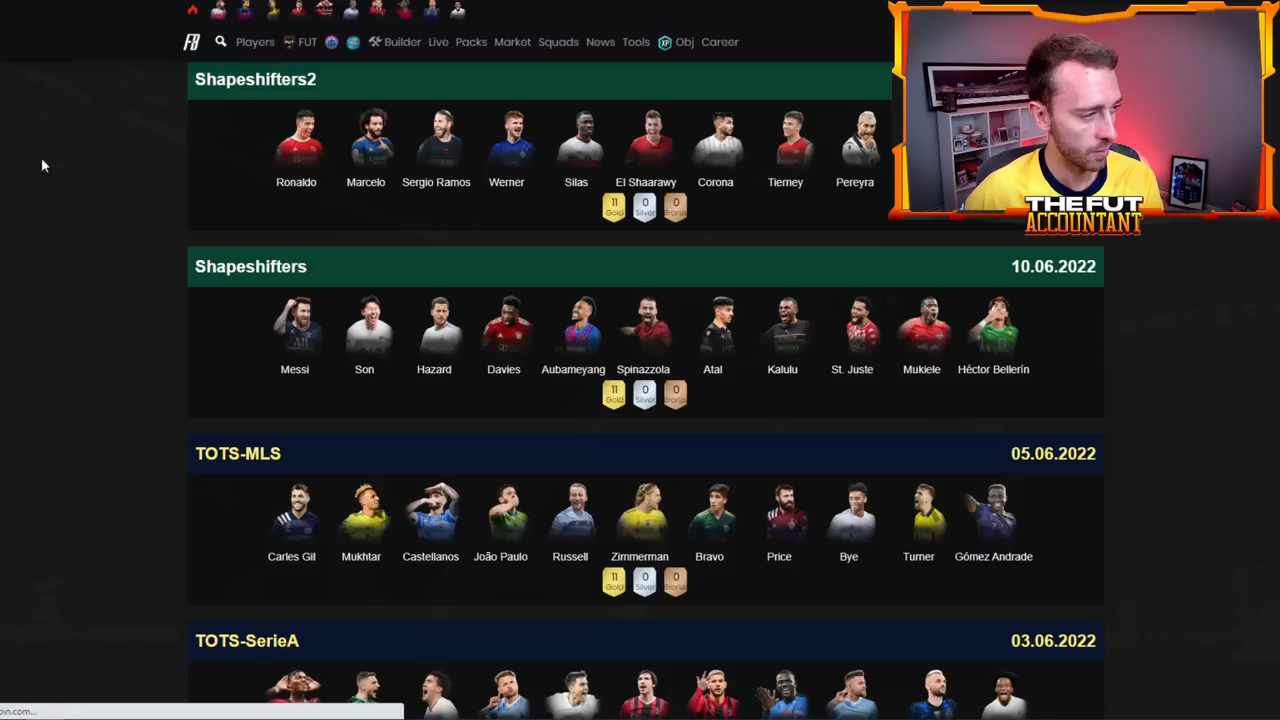 FB Players FUT Builder Live Packs Market Squads News Tools XP Obj Career
Shapeshifters2
Ronaldo Marcelo Sergio Ramos Werner Silas El Shaarawy Corona Tierney Pereyra
11 0 0
Gold Silver Bronze
THE FUT
ACCOUNTANT
Shapeshifters 10.06.2022
Messi Son Hazard Davies Aubameyang Spinazzola Atal Kalulu St. Juste Mukiele Héctor Bellerín
11 0 0
Gold Silver Bronze
TOTS-MLS 05.06.2022
Carles Gil Mukhtar Castellanos João Paulo Russell Zimmerman Bravo Price Bye Turner Gómez Andrade
11 0 0
Gold Silver Bronze
TOTS-SerieA 03.06.2022
bin.com...